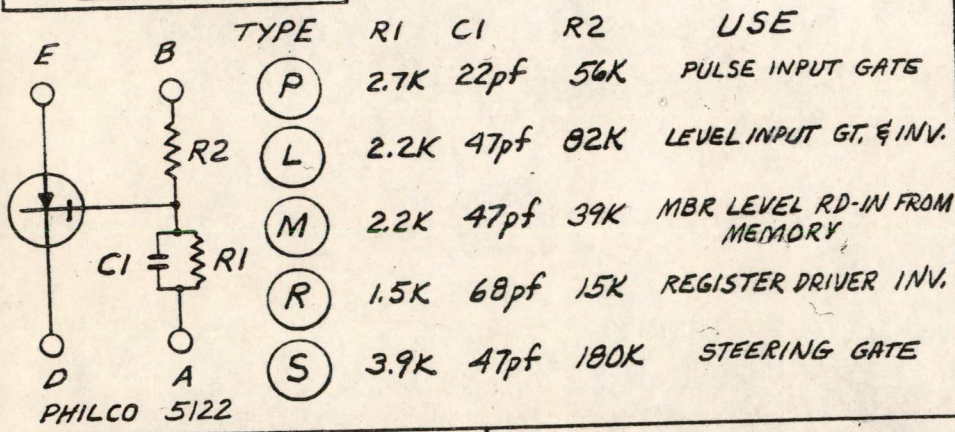 TYPE R1 C1 R2 USE
E B
P 2.7K 22pf 56K PULSE INPUT GATE
R2
L 2.2K 47pf 82K LEVEL INPUT GT. & INV.
M 2.2K 47pf 39K MBR LEVEL RD-IN FROM
MEMORY
C1 R1
R 1.5K 68pf 15K REGISTER DRIVER INV.
S 3.9K 47pf 180K STEERING GATE
D A
PHILCO 5122